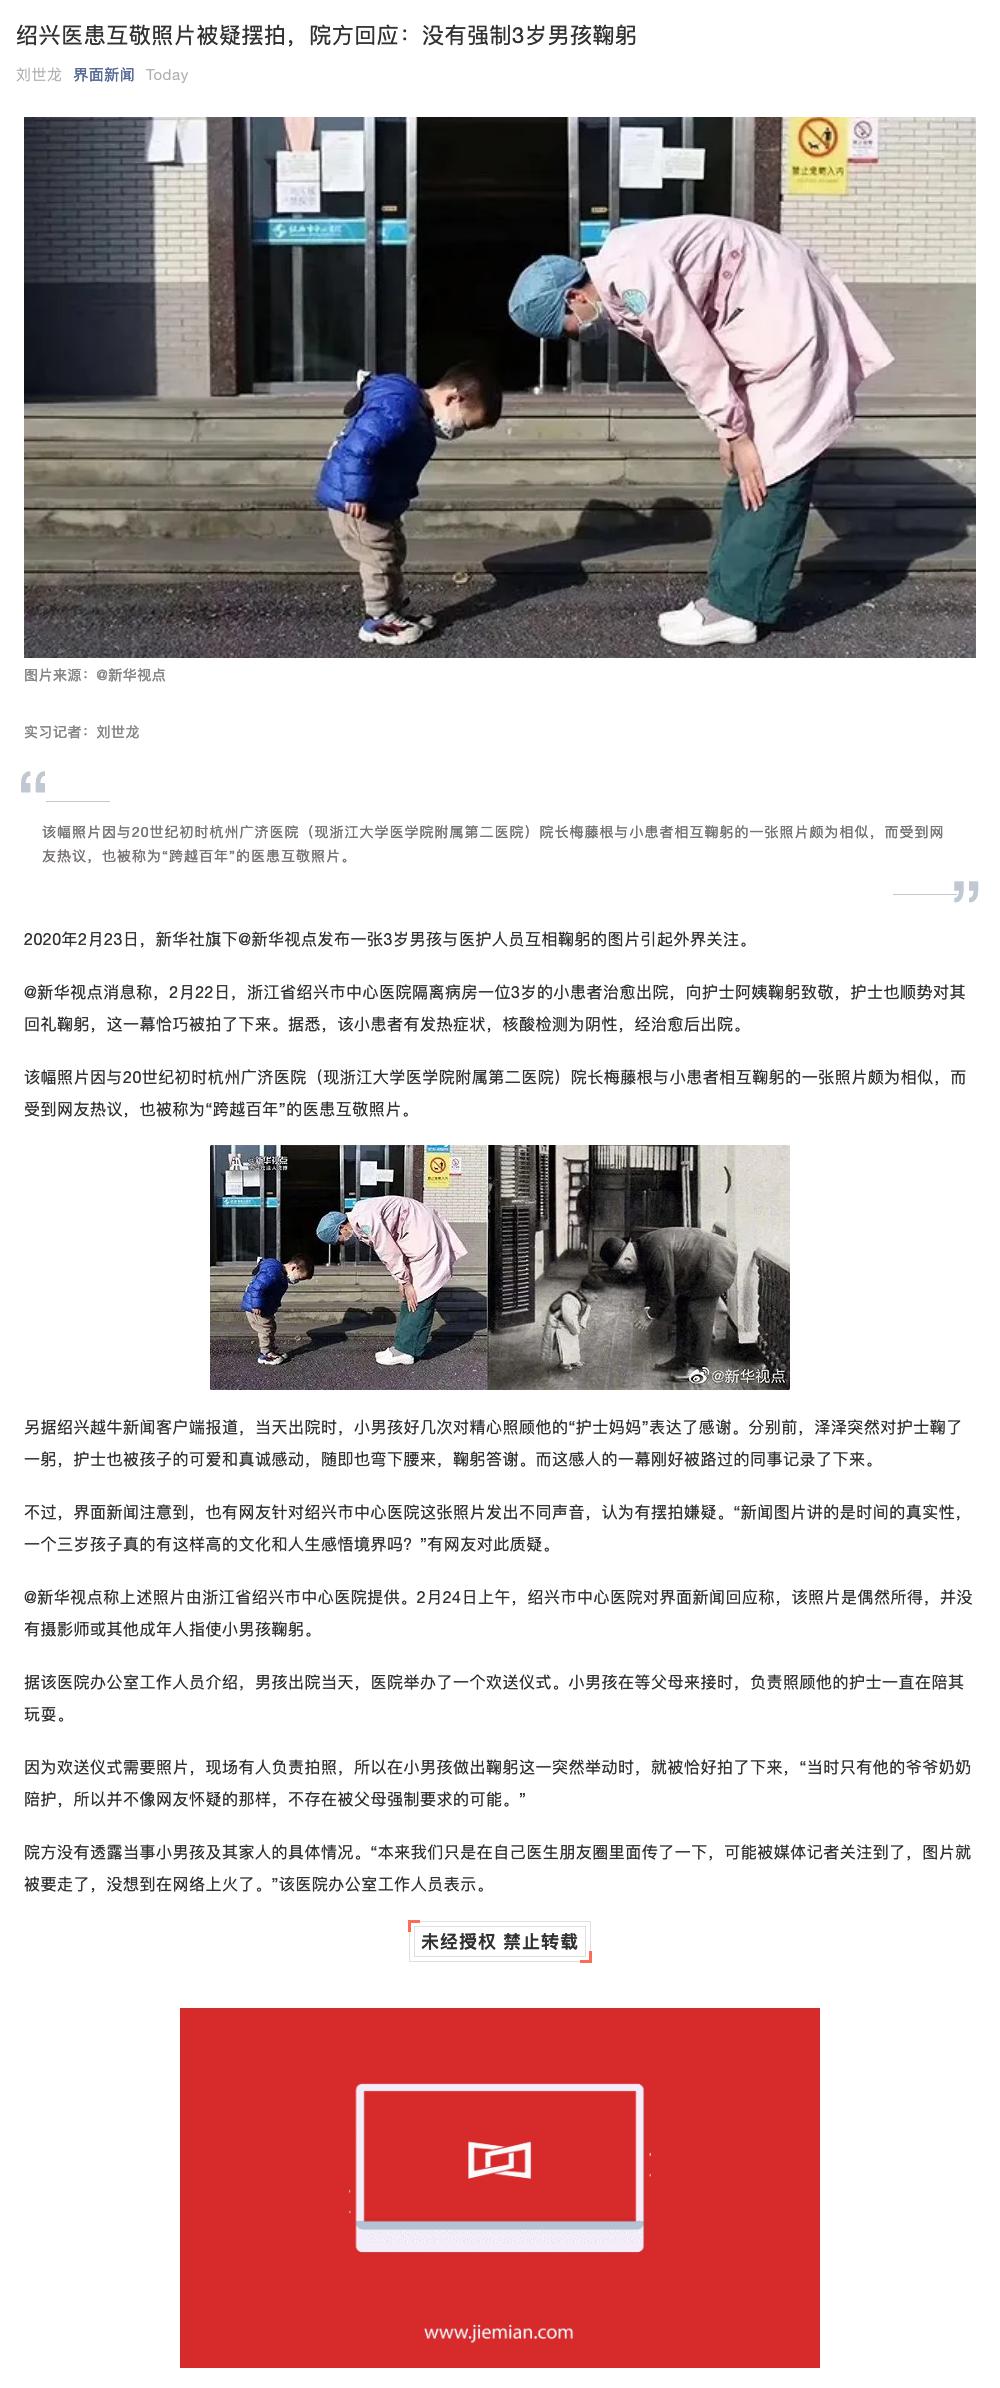 绍兴医患互敬照片被疑摆拍，院方回应：没有强制3岁男孩鞠躬
刘世龙 界面新闻 Today
禁止宠物入内
绍兴市中心医院
图片来源：@新华视点
实习记者：刘世龙
“
该幅照片因与20世纪初时杭州广济医院（现浙江大学医学院附属第二医院）院长梅藤根与小患者相互鞠躬的一张照片颇为相似，而受到网
友热议，也被称为“跨越百年”的医患互敬照片。
”
2020年2月23日，新华社旗下@新华视点发布一张3岁男孩与医护人员互相鞠躬的图片引起外界关注。
@新华视点消息称，2月22日，浙江省绍兴市中心医院隔离病房一位3岁的小患者治愈出院，向护士阿姨鞠躬致敬，护士也顺势对其
回礼鞠躬，这一幕恰巧被拍了下来。据悉，该小患者有发热症状，核酸检测为阴性，经治愈后出院。
该幅照片因与20世纪初时杭州广济医院（现浙江大学医学院附属第二医院）院长梅藤根与小患者相互鞠躬的一张照片颇为相似，而
受到网友热议，也被称为“跨越百年”的医患互敬照片。
@新华视点
@新华视点
另据绍兴越牛新闻客户端报道，当天出院时，小男孩好几次对精心照顾他的“护士妈妈”表达了感谢。分别前，泽泽突然对护士鞠了
一躬，护士也被孩子的可爱和真诚感动，随即也弯下腰来，鞠躬答谢。而这感人的一幕刚好被路过的同事记录了下来。
不过，界面新闻注意到，也有网友针对绍兴市中心医院这张照片发出不同声音，认为有摆拍嫌疑。“新闻图片讲的是时间的真实性，
一个三岁孩子真的有这样高的文化和人生感悟境界吗？”有网友对此质疑。
@新华视点称上述照片由浙江省绍兴市中心医院提供。2月24日上午，绍兴市中心医院对界面新闻回应称，该照片是偶然所得，并没
有摄影师或其他成年人指使小男孩鞠躬。
据该医院办公室工作人员介绍，男孩出院当天，医院举办了一个欢送仪式。小男孩在等父母来接时，负责照顾他的护士一直在陪其
玩耍。
因为欢送仪式需要照片，现场有人负责拍照，所以在小男孩做出鞠躬这一突然举动时，就被恰好拍了下来，“当时只有他的爷爷奶奶
陪护，所以并不像网友怀疑的那样，不存在被父母强制要求的可能。”
院方没有透露当事小男孩及其家人的具体情况。“本来我们只是在自己医生朋友圈里面传了一下，可能被媒体记者关注到了，图片就
被要走了，没想到在网络上火了。”该医院办公室工作人员表示。
未经授权 禁止转载
www.jiemian.com